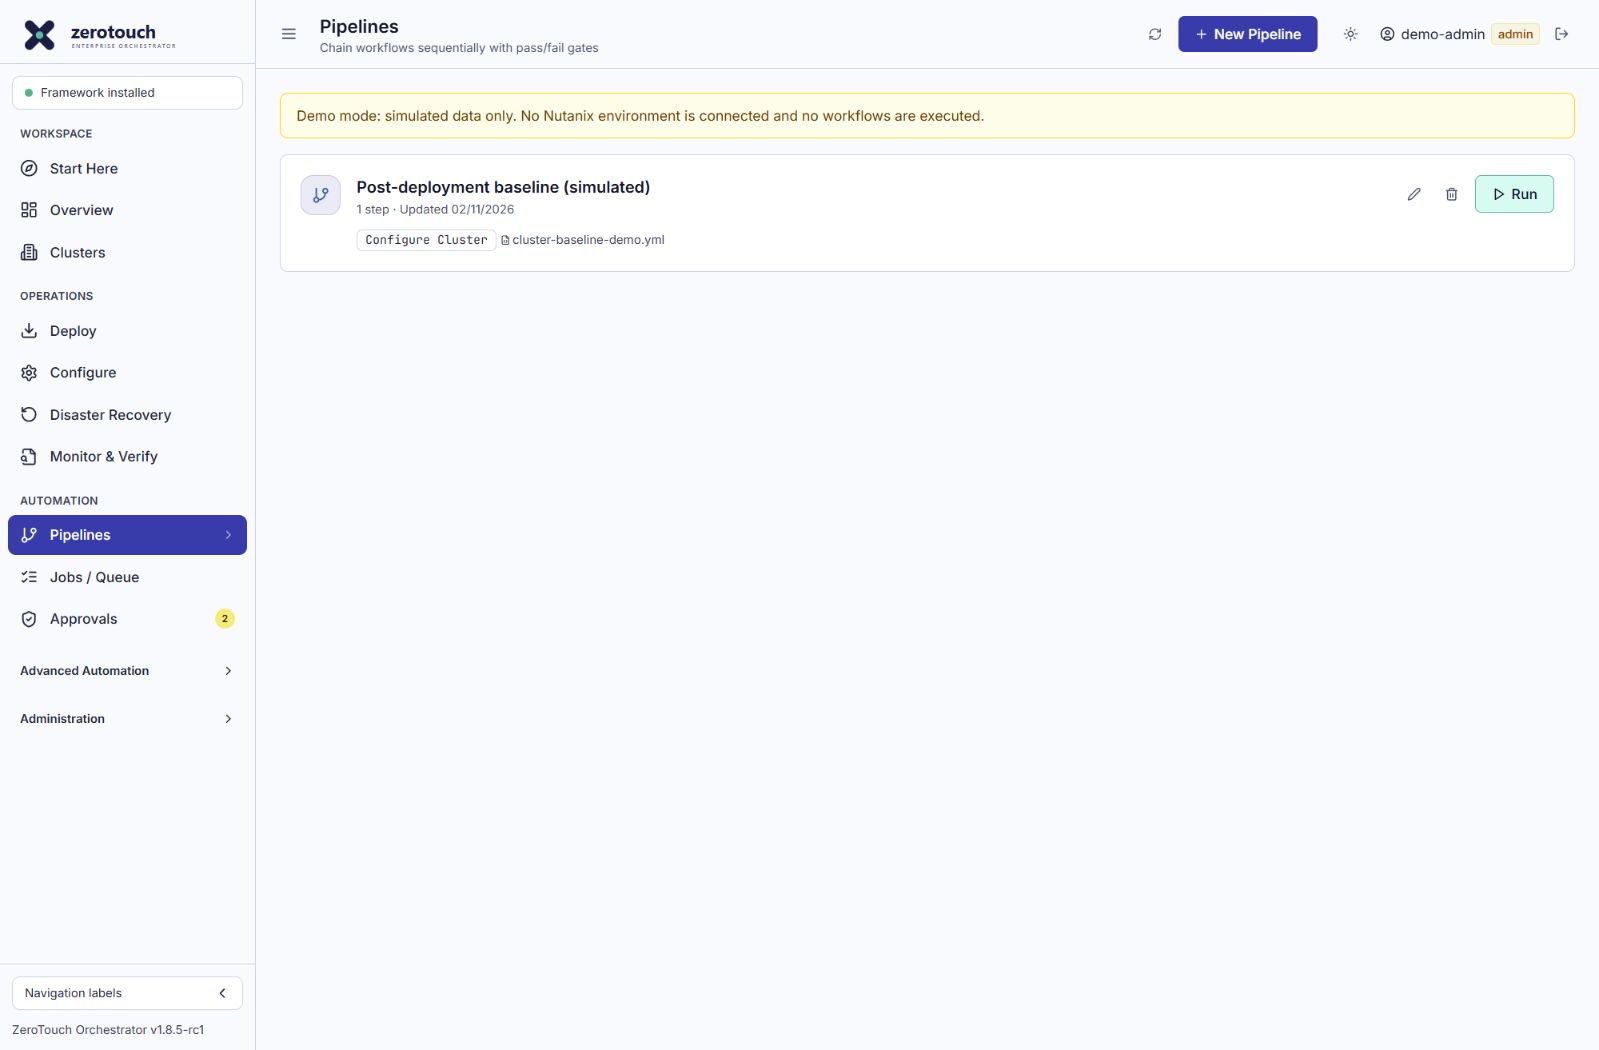 zerotouch
ENTERPRISE ORCHESTRATOR
Framework installed
WORKSPACE
Start Here
Overview
Clusters
OPERATIONS
Deploy
Configure
Disaster Recovery
Monitor & Verify
AUTOMATION
Pipelines
Jobs / Queue
Approvals 2
Advanced Automation
Administration
Navigation labels
ZeroTouch Orchestrator v1.8.5-rc1
Pipelines
Chain workflows sequentially with pass/fail gates
New Pipeline
demo-admin admin
Demo mode: simulated data only. No Nutanix environment is connected and no workflows are executed.
Post-deployment baseline (simulated)
1 step · Updated 02/11/2026
Configure Cluster cluster-baseline-demo.yml
Run